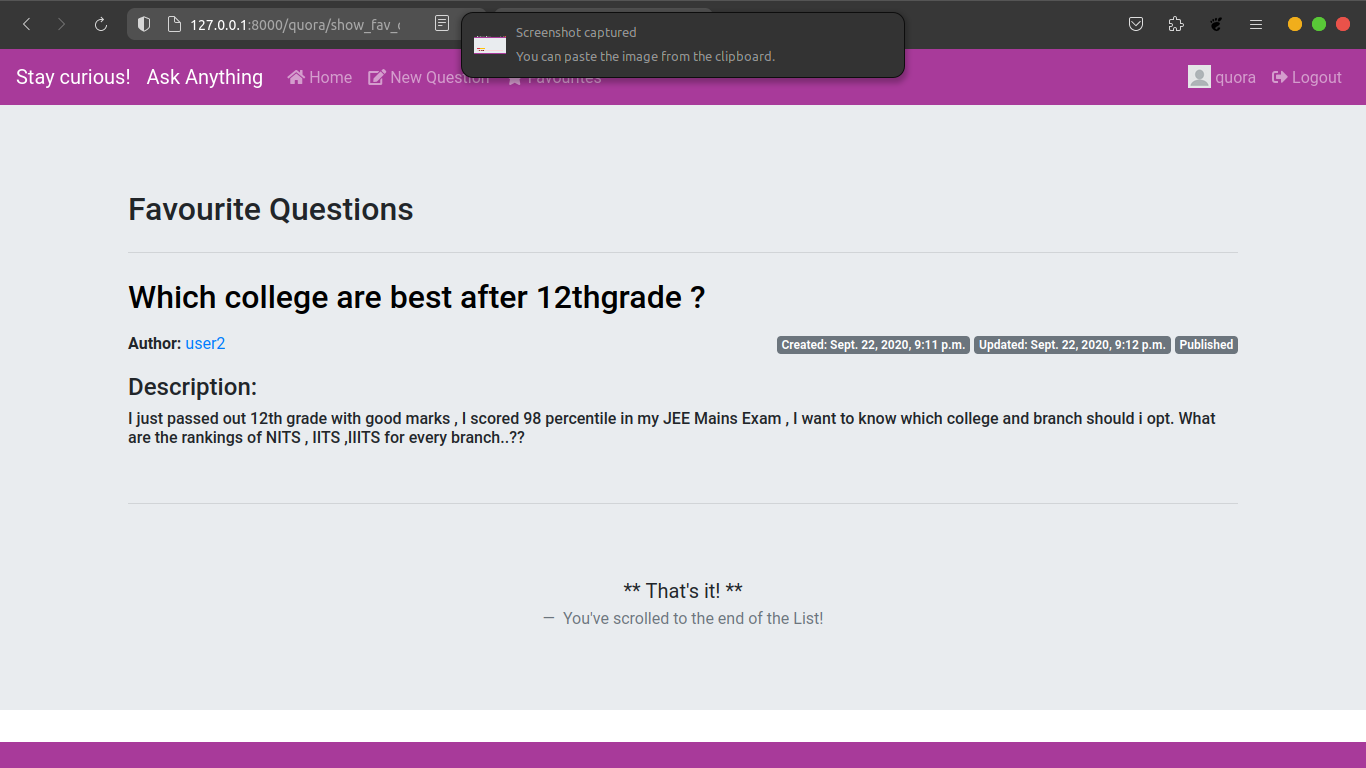 127.0.0.1:8000/quora/show_fav_
Screenshot captured
You can paste the image from the clipboard.
Stay curious! Ask Anything Home New Question Favourites quora Logout
Favourite Questions
Which college are best after 12thgrade ?
Author: user2 Created: Sept. 22, 2020, 9:11 p.m. Updated: Sept. 22, 2020, 9:12 p.m. Published
Description:
I just passed out 12th grade with good marks , I scored 98 percentile in my JEE Mains Exam , I want to know which college and branch should i opt. What
are the rankings of NITS , IITS ,IIITS for every branch..??
** That's it! **
— You've scrolled to the end of the List!